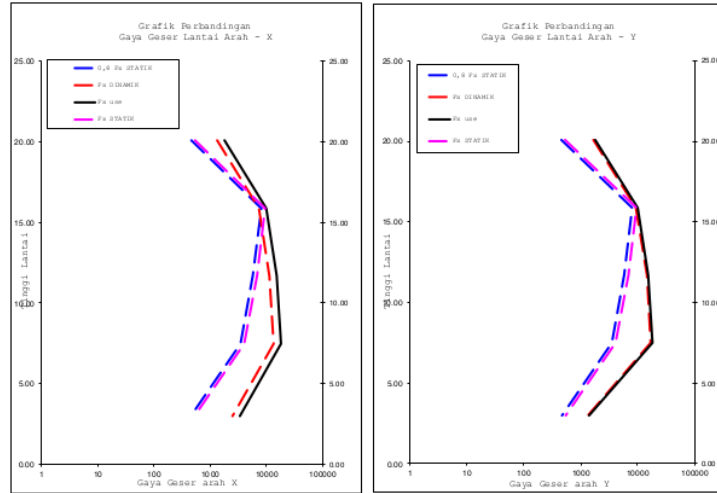 Grafik Perbandingan
Gaya Geser Lantai Arah - X
25.00
20.00
15.00
10.00
5.00
0.00
25.00
20.00
15.00
10.00
5.00
0.00
0,8 Fx STATIK
Fx DINAMIK
Fx use
Fx STATIK
Tinggi Lantai
1
10
100
1000
10000
100000
Gaya Geser arah X
Grafik Perbandingan
Gaya Geser Lantai Arah - Y
25.00
20.00
15.00
10.00
5.00
0.00
25.00
20.00
15.00
10.00
5.00
0.00
0,8 Fx STATIK
Fx DINAMIK
Fx use
Fx STATIK
Tinggi Lantai
1
10
100
1000
10000
100000
Gaya Geser arah Y